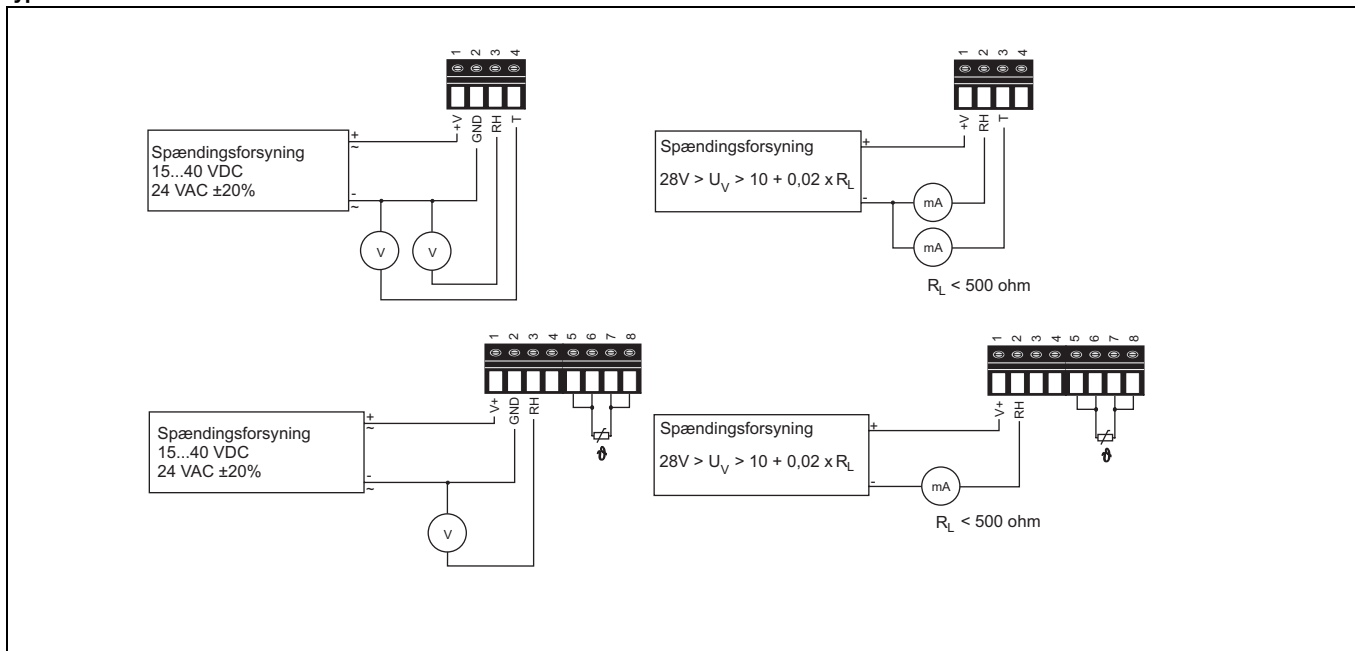 1 2 3 4
+V GND RH T
Spændingsforsyning
15...40 VDC
24 VAC ±20%
+
~
-
~
V V
1 2 3 4
+V RH T
Spændingsforsyning
28V > U_V > 10 + 0,02 x R_L
+
-
mA
mA
R_L < 500 ohm
1 2 3 4 5 6 7 8
V+ GND RH
Spændingsforsyning
15...40 VDC
24 VAC ±20%
+
~
-
~
V
ϑ
1 2 3 4 5 6 7 8
V+ RH
Spændingsforsyning
28V > U_V > 10 + 0,02 x R_L
+
-
mA
R_L < 500 ohm
ϑ